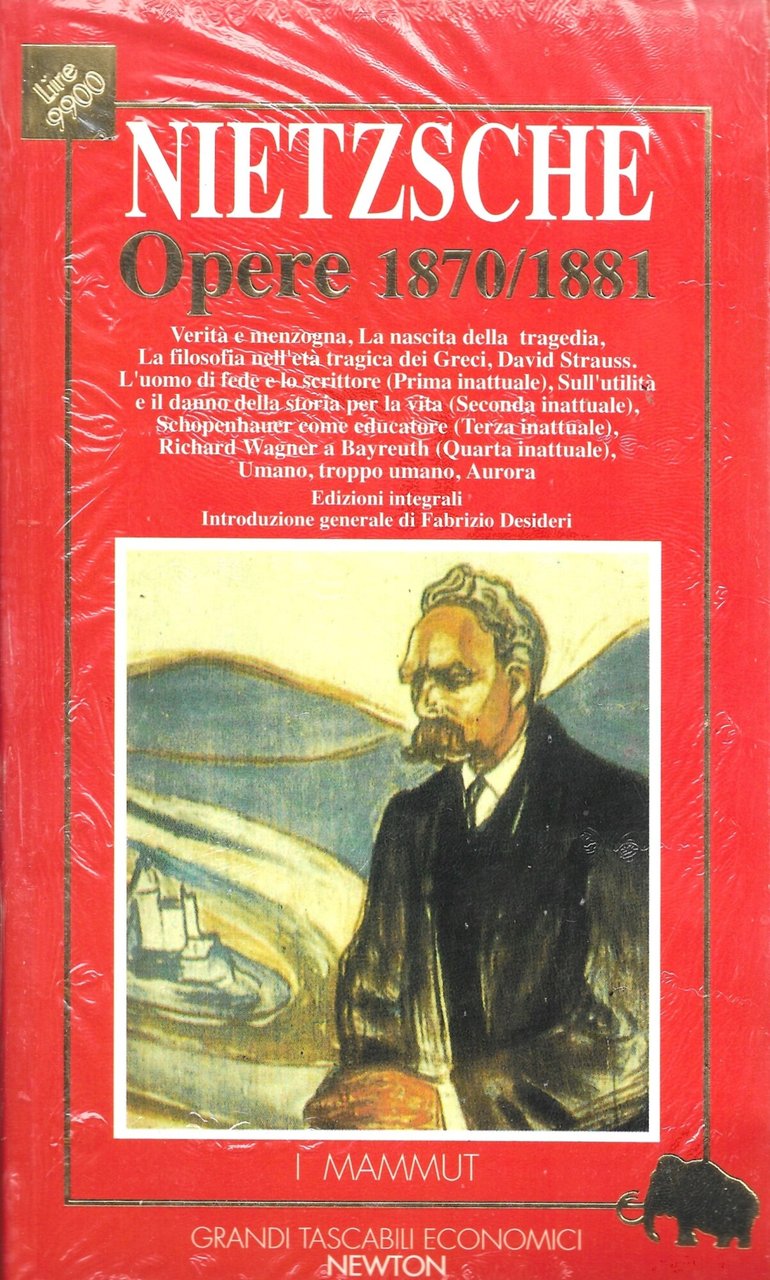 Lire
9900
NIETZSCHE
Opere 1870/1881
Verità e menzogna, La nascita della tragedia,
La filosofia nell'età tragica dei Greci, David Strauss.
L'uomo di fede e lo scrittore (Prima inattuale), Sull'utilità
e il danno della storia per la vita (Seconda inattuale),
Schopenhauer come educatore (Terza inattuale),
Richard Wagner a Bayreuth (Quarta inattuale),
Umano, troppo umano, Aurora
Edizioni integrali
Introduzione generale di Fabrizio Desideri
I MAMMUT
GRANDI TASCABILI ECONOMICI
NEWTON